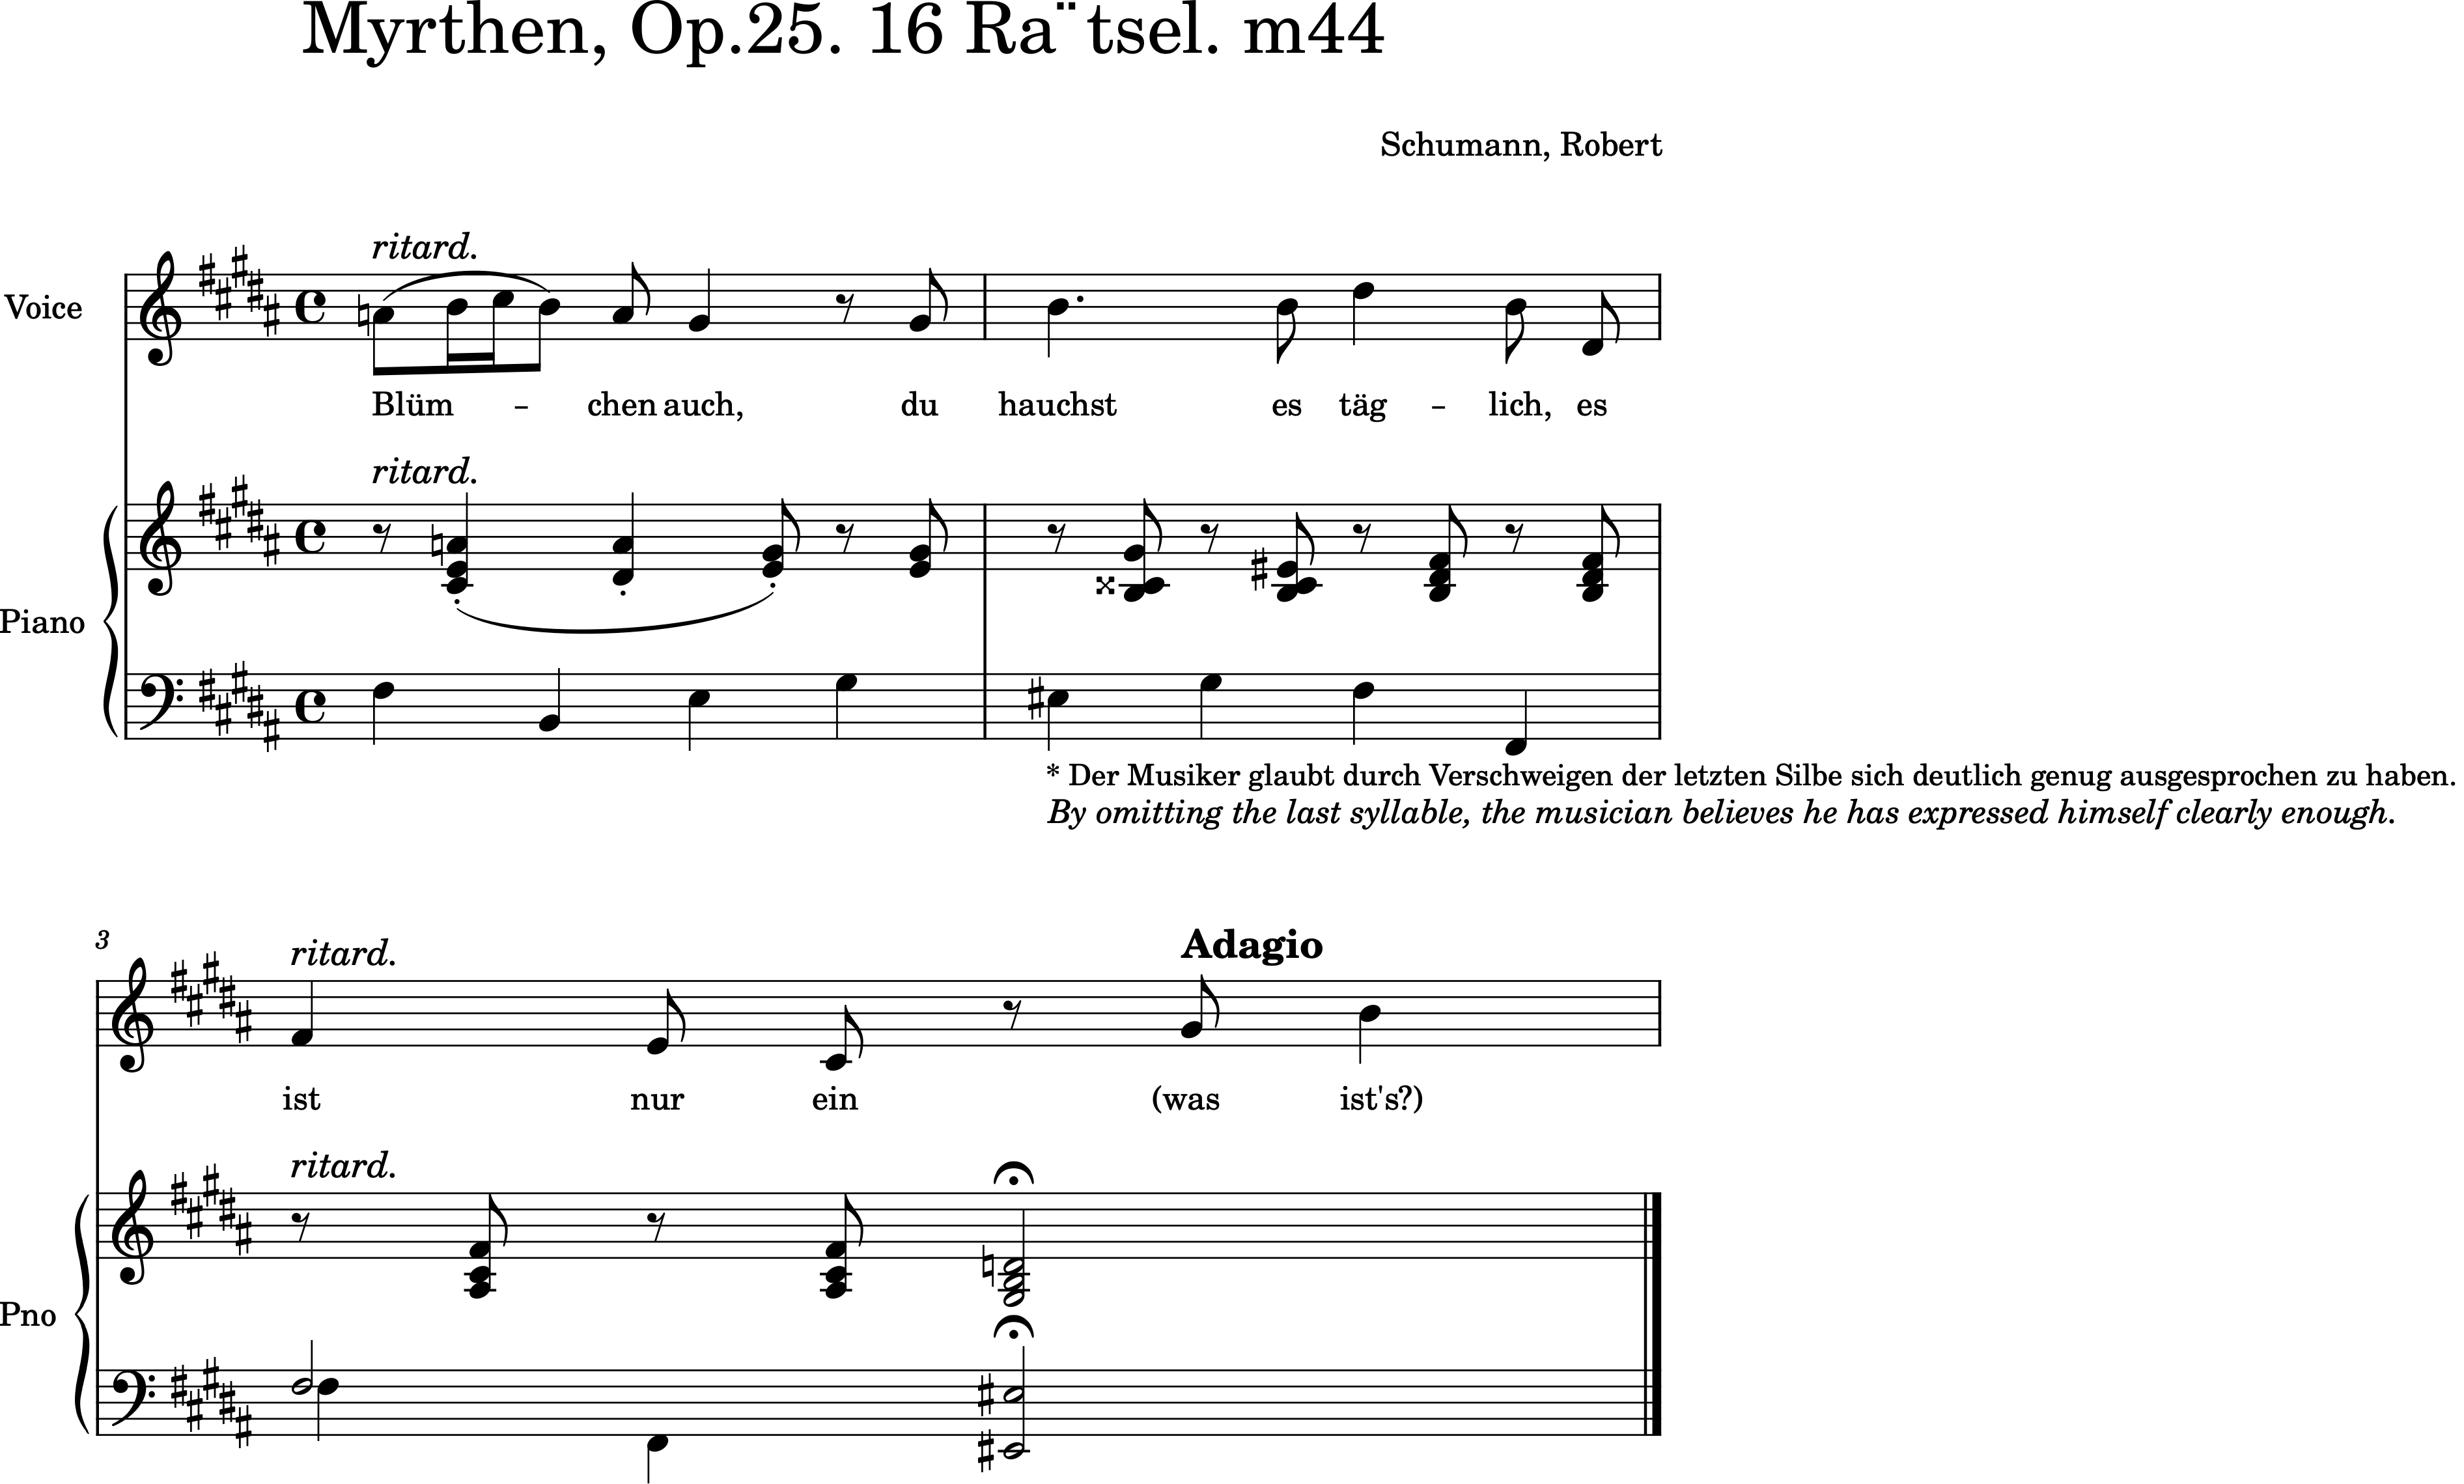 Myrthen, Op.25. 16 Ra¨tsel. m44
Schumann, Robert
ritard.
Voice
Blüm - chen auch, du hauchst es täg - lich, es
ritard.
Piano
* Der Musiker glaubt durch Verschweigen der letzten Silbe sich deutlich genug ausgesprochen zu haben.
By omitting the last syllable, the musician believes he has expressed himself clearly enough.
3
ritard. Adagio
ist nur ein (was ist's?)
ritard.
Pno